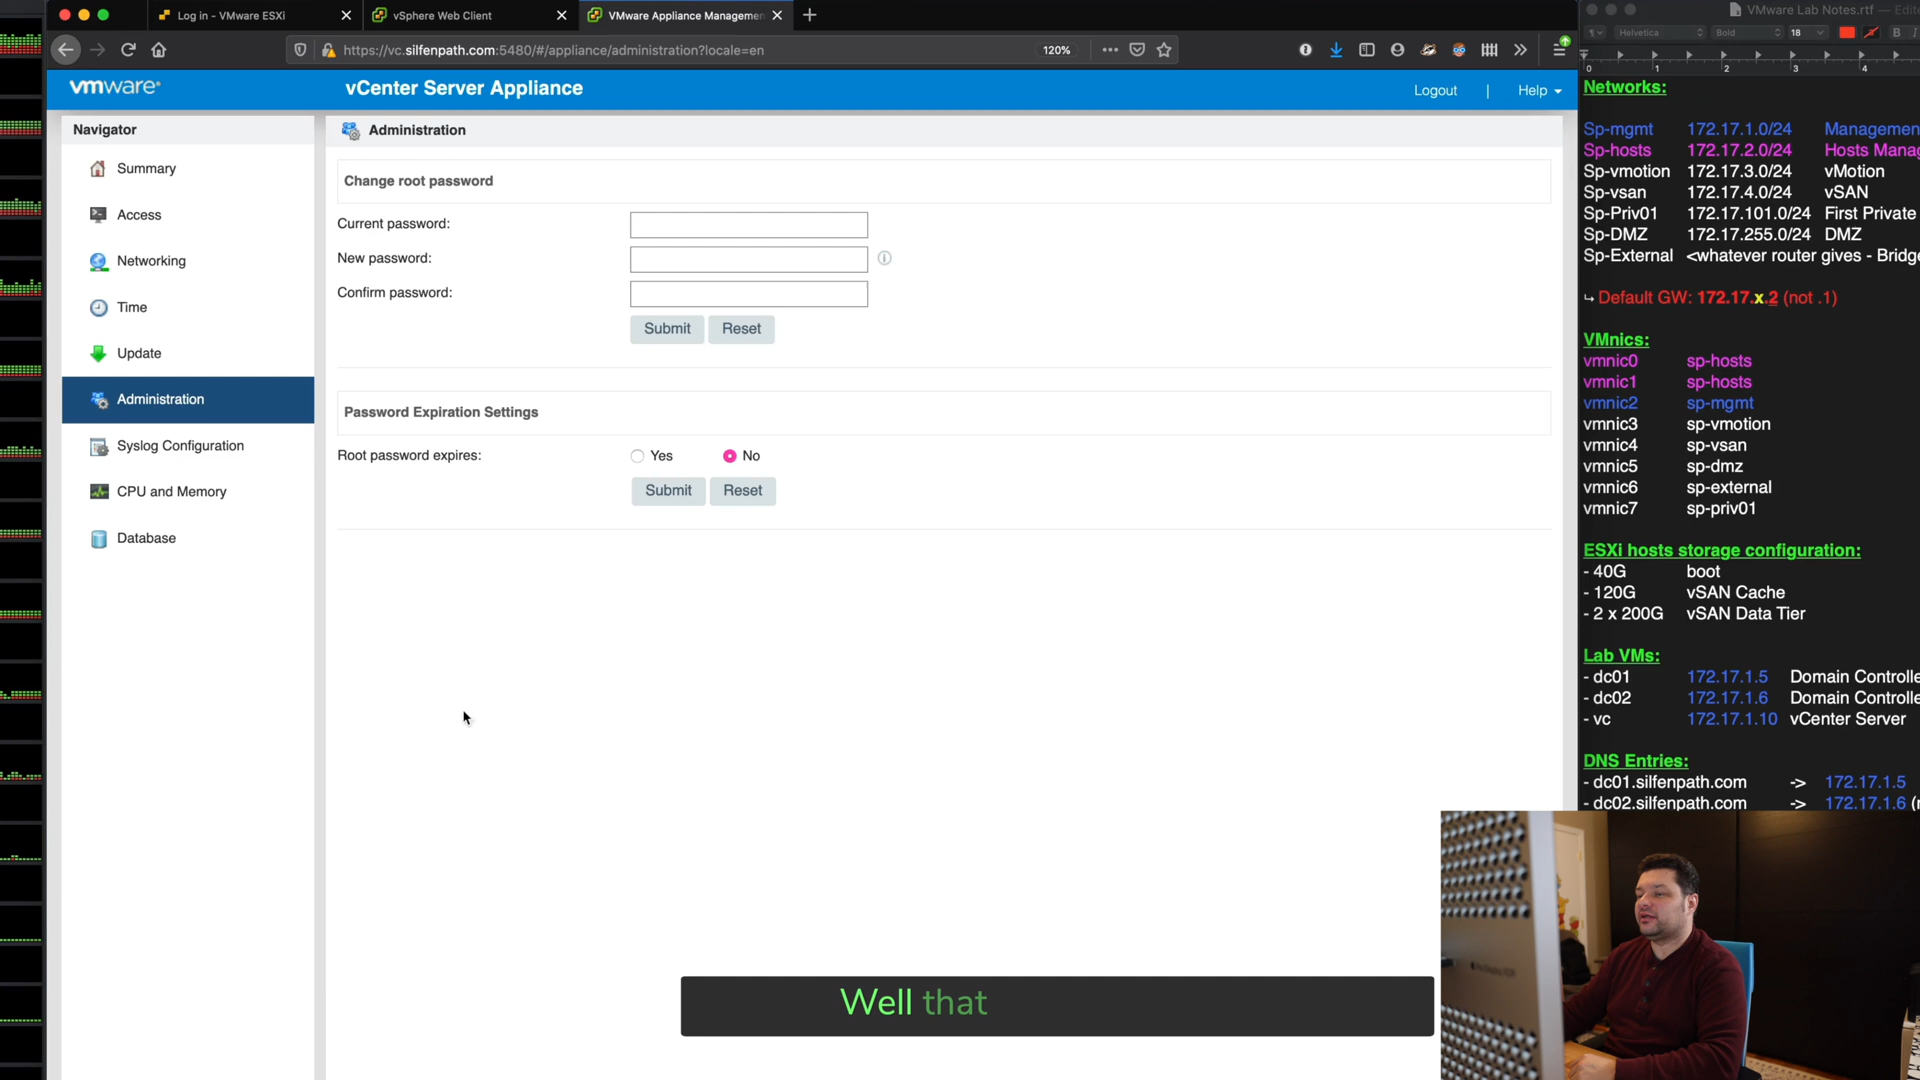 Log in - VMware ESXi
vSphere Web Client
VMware Appliance Managemen
https://vc.silfenpath.com:5480/#/appliance/administration?locale=en
120%
vmware
vCenter Server Appliance
Logout | Help
Navigator
Summary
Access
Networking
Time
Update
Administration
Syslog Configuration
CPU and Memory
Database
Administration
Change root password
Current password:
New password:
Confirm password:
Submit Reset
Password Expiration Settings
Root password expires: Yes No
Submit Reset
Well that
VMware Lab Notes.rtf — Edite
Helvetica Bold 18 B I
0 1 2 3 4
Networks:
Sp-mgmt 172.17.1.0/24 Managemen
Sp-hosts 172.17.2.0/24 Hosts Manag
Sp-vmotion 172.17.3.0/24 vMotion
Sp-vsan 172.17.4.0/24 vSAN
Sp-Priv01 172.17.101.0/24 First Private
Sp-DMZ 172.17.255.0/24 DMZ
Sp-External <whatever router gives - Bridg
↳ Default GW: 172.17.x.2 (not .1)
VMnics:
vmnic0 sp-hosts
vmnic1 sp-hosts
vmnic2 sp-mgmt
vmnic3 sp-vmotion
vmnic4 sp-vsan
vmnic5 sp-dmz
vmnic6 sp-external
vmnic7 sp-priv01
ESXi hosts storage configuration:
- 40G boot
- 120G vSAN Cache
- 2 x 200G vSAN Data Tier
Lab VMs:
- dc01 172.17.1.5 Domain Controlle
- dc02 172.17.1.6 Domain Controlle
- vc 172.17.1.10 vCenter Server
DNS Entries:
- dc01.silfenpath.com -> 172.17.1.5
- dc02.silfenpath.com -> 172.17.1.6 (r